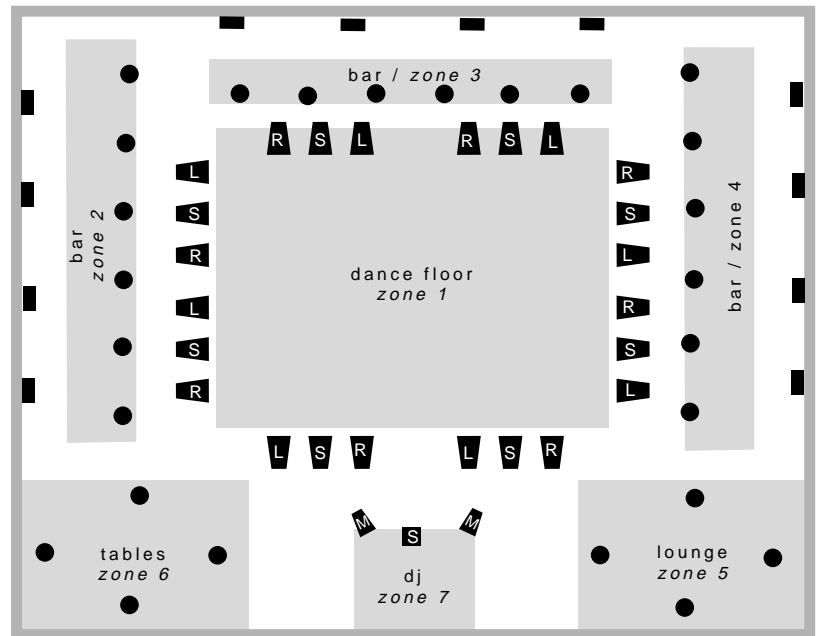 bar / zone 3
R S L R S L
L R
S S
bar
zone 2
bar / zone 4
R L
dance floor
zone 1
L R
S S
R L
L S R L S R
M S M
tables
zone 6
lounge
zone 5
dj
zone 7